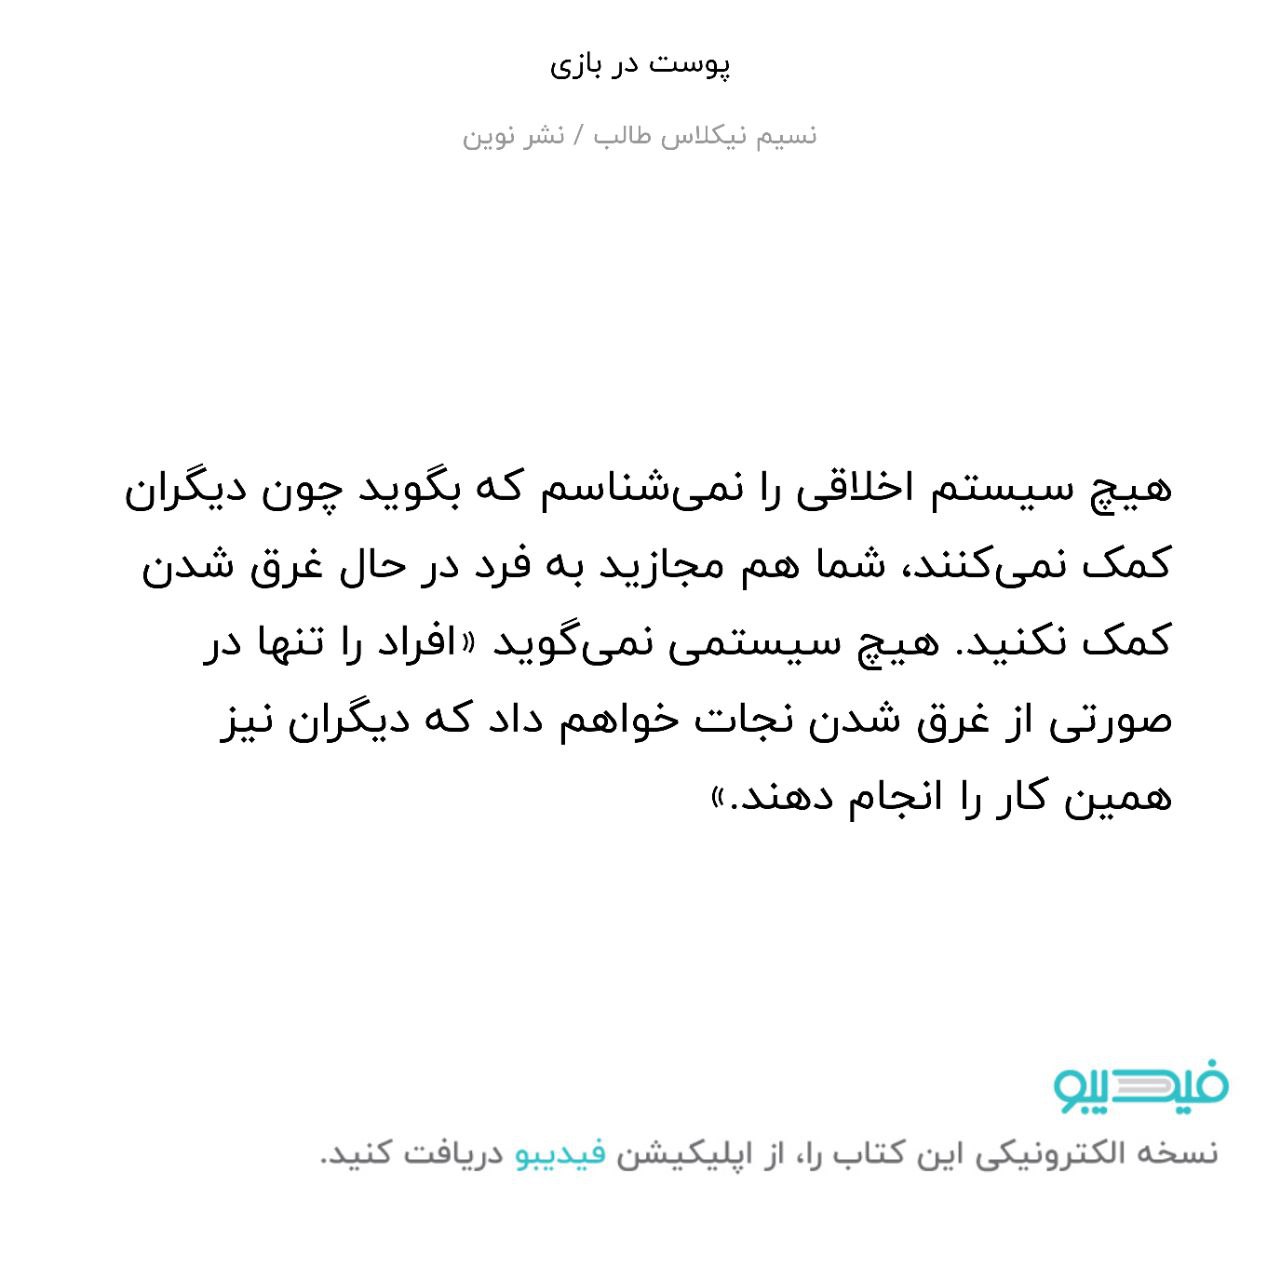 پوست در بازی
نسیم نیکلاس طالب / نشر نوین
هیچ سیستم اخلاقی را نمی‌شناسم که بگوید چون دیگران
کمک نمی‌کنند، شما هم مجازید به فرد در حال غرق شدن
کمک نکنید. هیچ سیستمی نمی‌گوید «افراد را تنها در
صورتی از غرق شدن نجات خواهم داد که دیگران نیز
همین کار را انجام دهند.»
فیدیبو
نسخه الکترونیکی این کتاب را، از اپلیکیشن فیدیبو دریافت کنید.